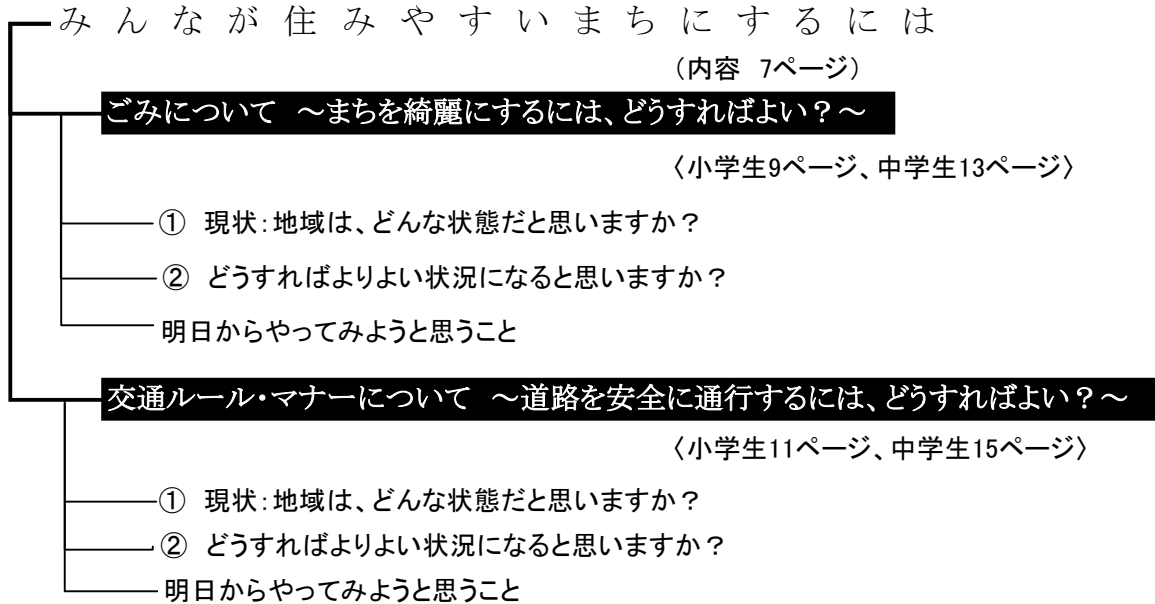 みんなが住みやすいまちにするには
（内容　7ページ）
ごみについて　～まちを綺麗にするには、どうすればよい？～
〈小学生9ページ、中学生13ページ〉
①　現状：地域は、どんな状態だと思いますか？
②　どうすればよりよい状況になると思いますか？
明日からやってみようと思うこと
交通ルール・マナーについて　～道路を安全に通行するには、どうすればよい？～
〈小学生11ページ、中学生15ページ〉
①　現状：地域は、どんな状態だと思いますか？
②　どうすればよりよい状況になると思いますか？
明日からやってみようと思うこと